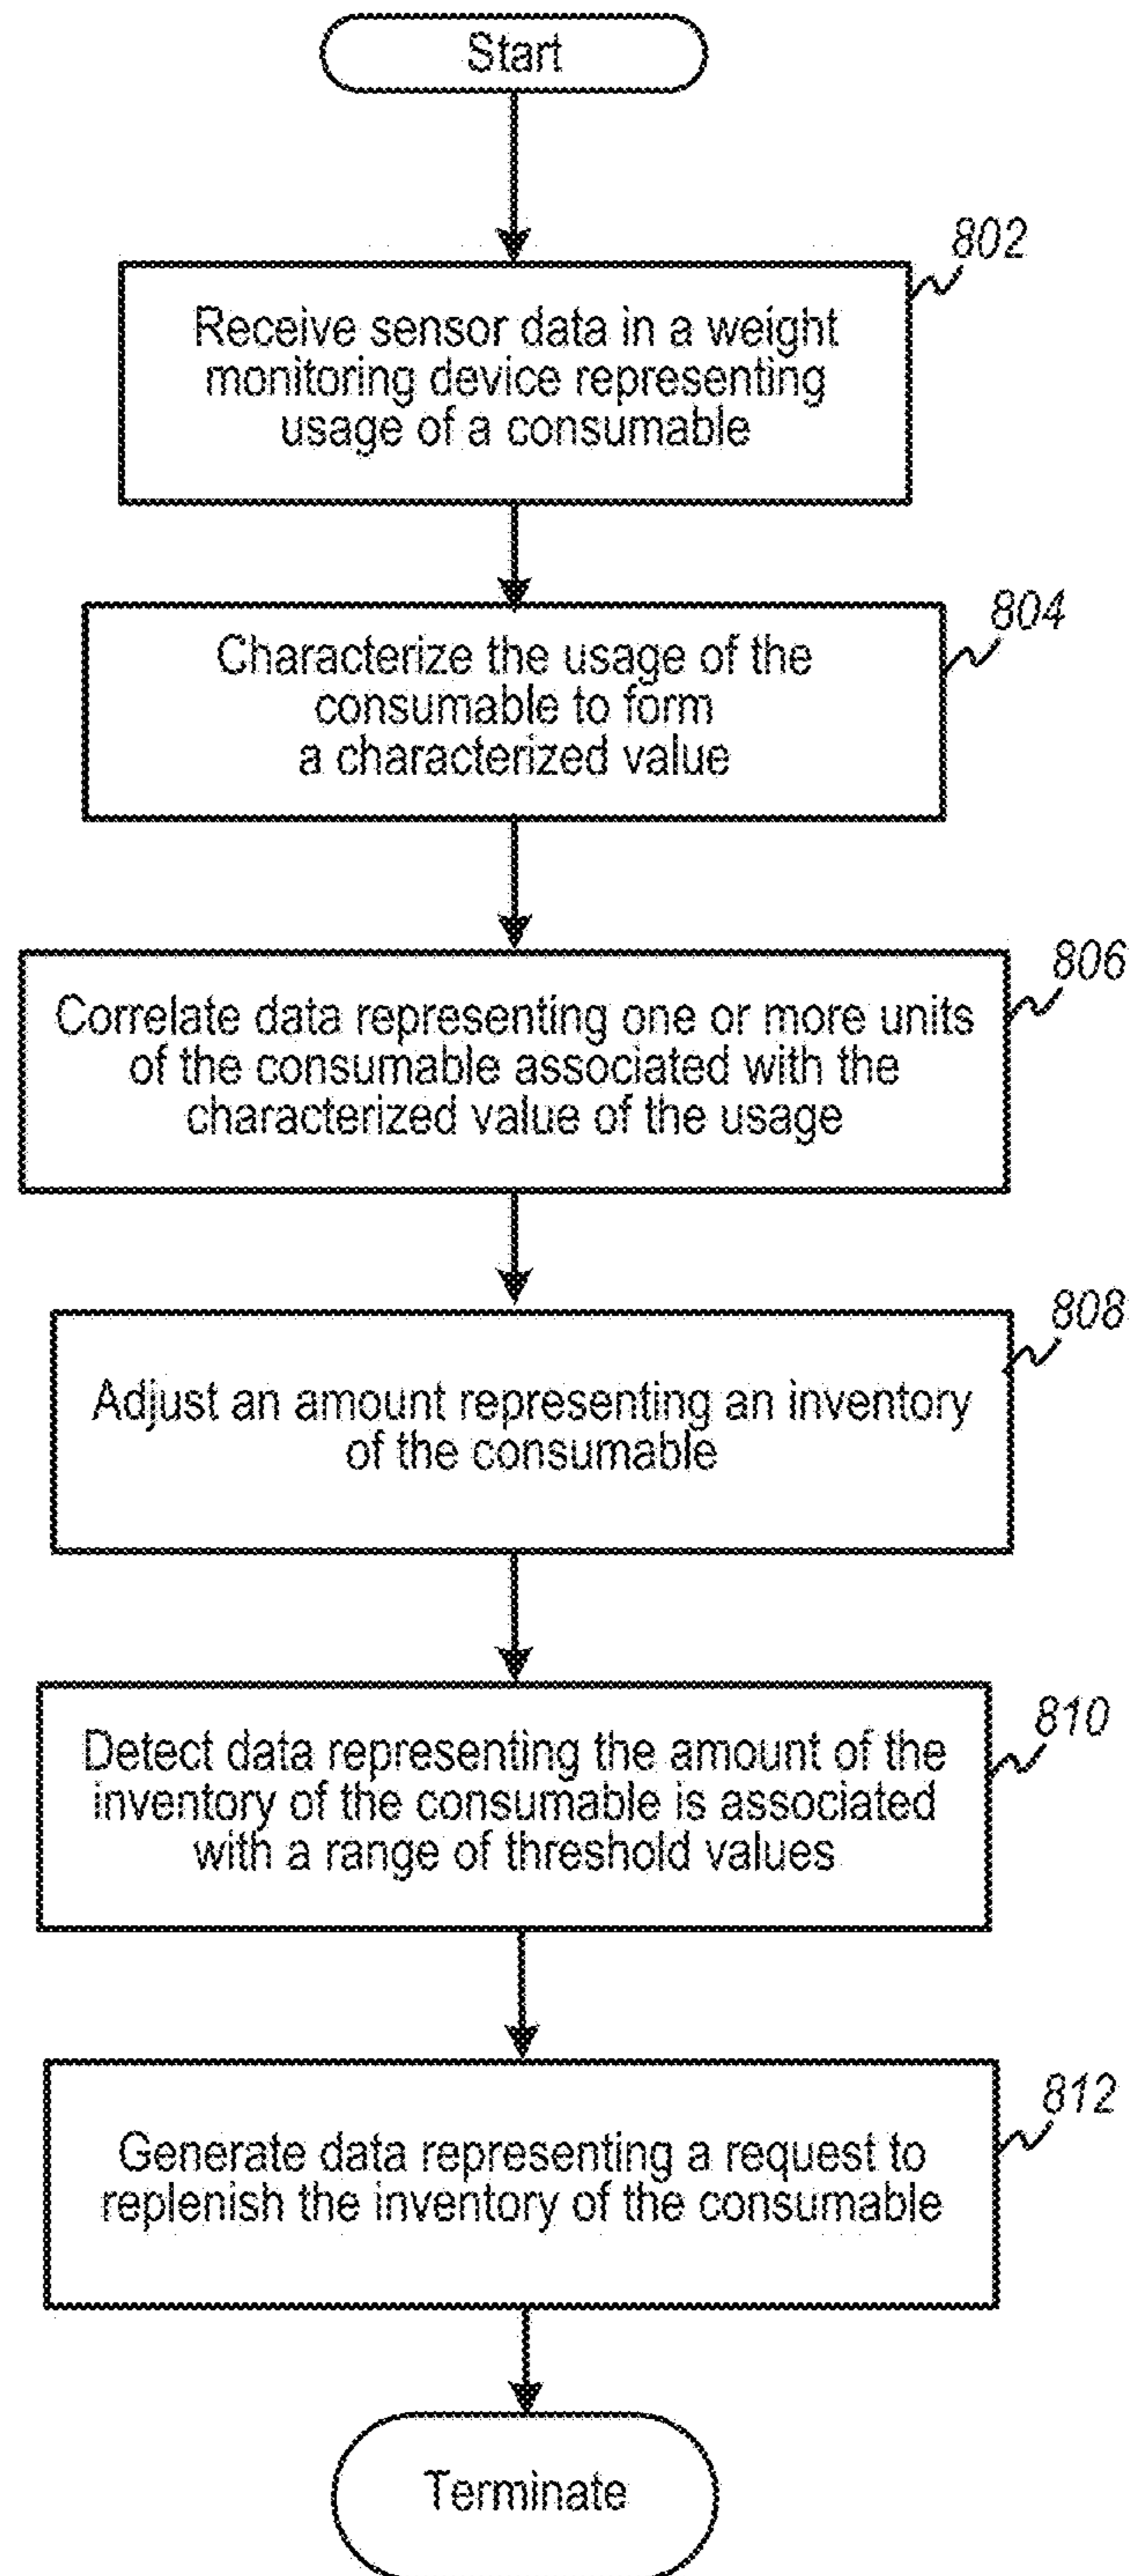 Start
802
Receive sensor data in a weight
monitoring device representing
usage of a consumable
804
Characterize the usage of the
consumable to form
a characterized value
806
Correlate data representing one or more units
of the consumable associated with the
characterized value of the usage
808
Adjust an amount representing an inventory
of the consumable
810
Detect data representing the amount of the
inventory of the consumable is associated
with a range of threshold values
812
Generate data representing a request to
replenish the inventory of the consumable
Terminate